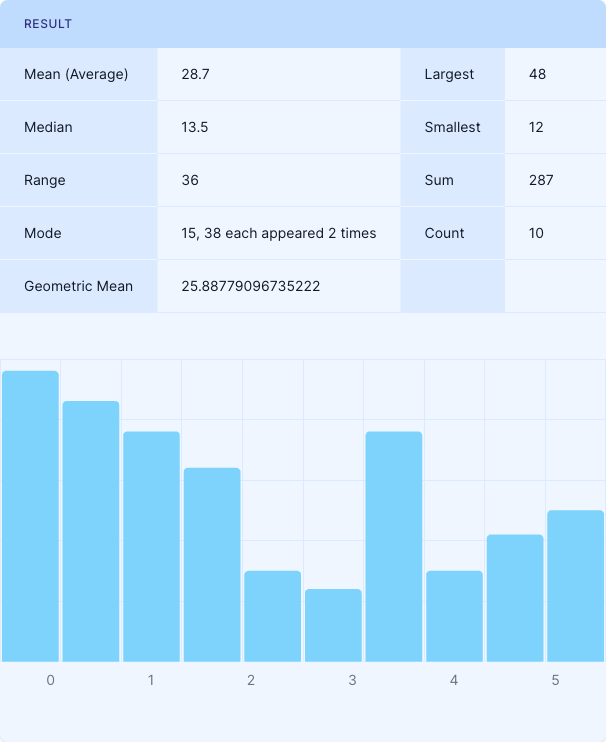 RESULT
Mean (Average) 28.7 Largest 48
Median 13.5 Smallest 12
Range 36 Sum 287
Mode 15, 38 each appeared 2 times Count 10
Geometric Mean 25.88779096735222
0 1 2 3 4 5